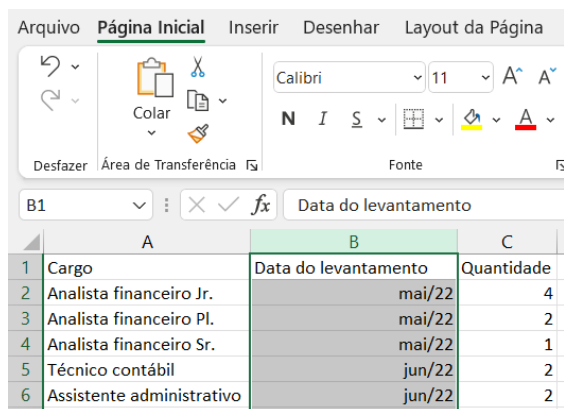 Arquivo Página Inicial Inserir Desenhar Layout da Página
Colar
Calibri 11 A A
N I S A
Desfazer Área de Transferência Fonte
B1 fx Data do levantamento
A B C
1 Cargo Data do levantamento Quantidade
2 Analista financeiro Jr. mai/22 4
3 Analista financeiro Pl. mai/22 2
4 Analista financeiro Sr. mai/22 1
5 Técnico contábil jun/22 2
6 Assistente administrativo jun/22 2